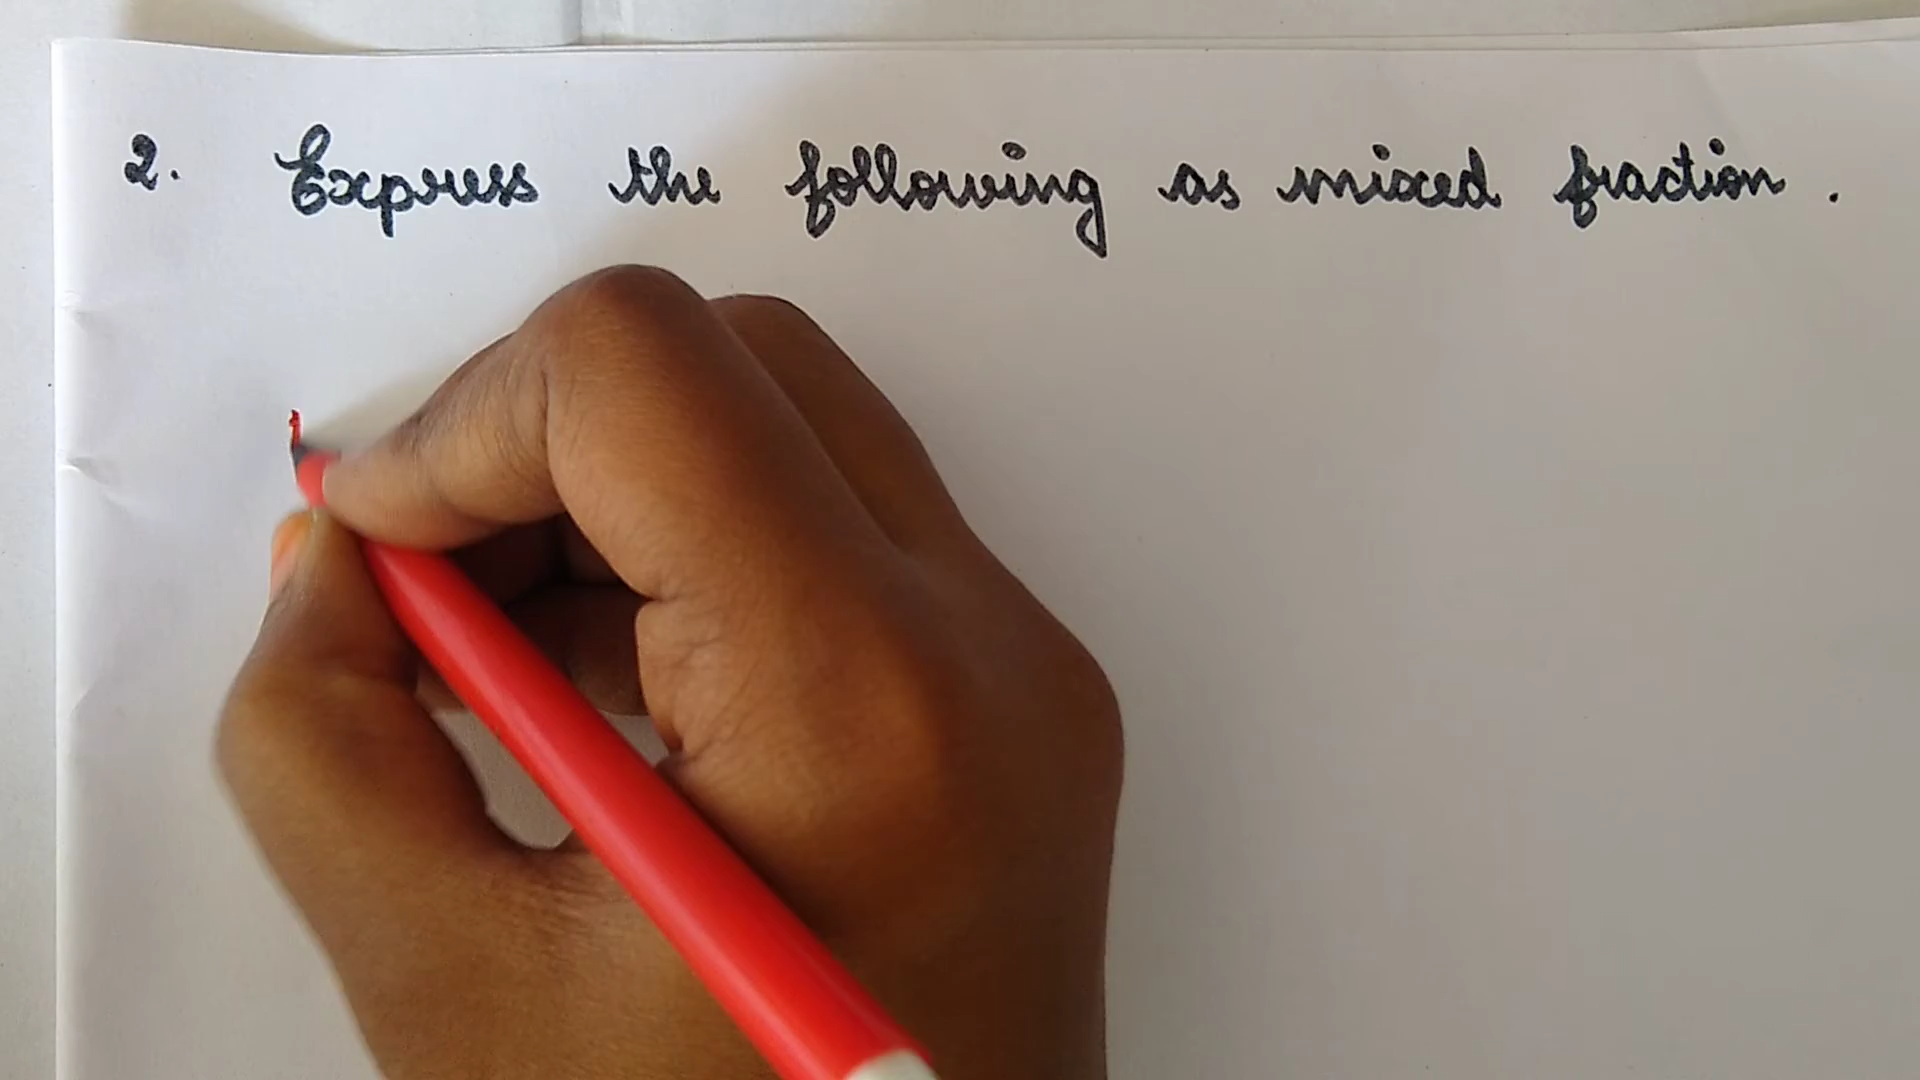 2. Express the following as mixed fraction.